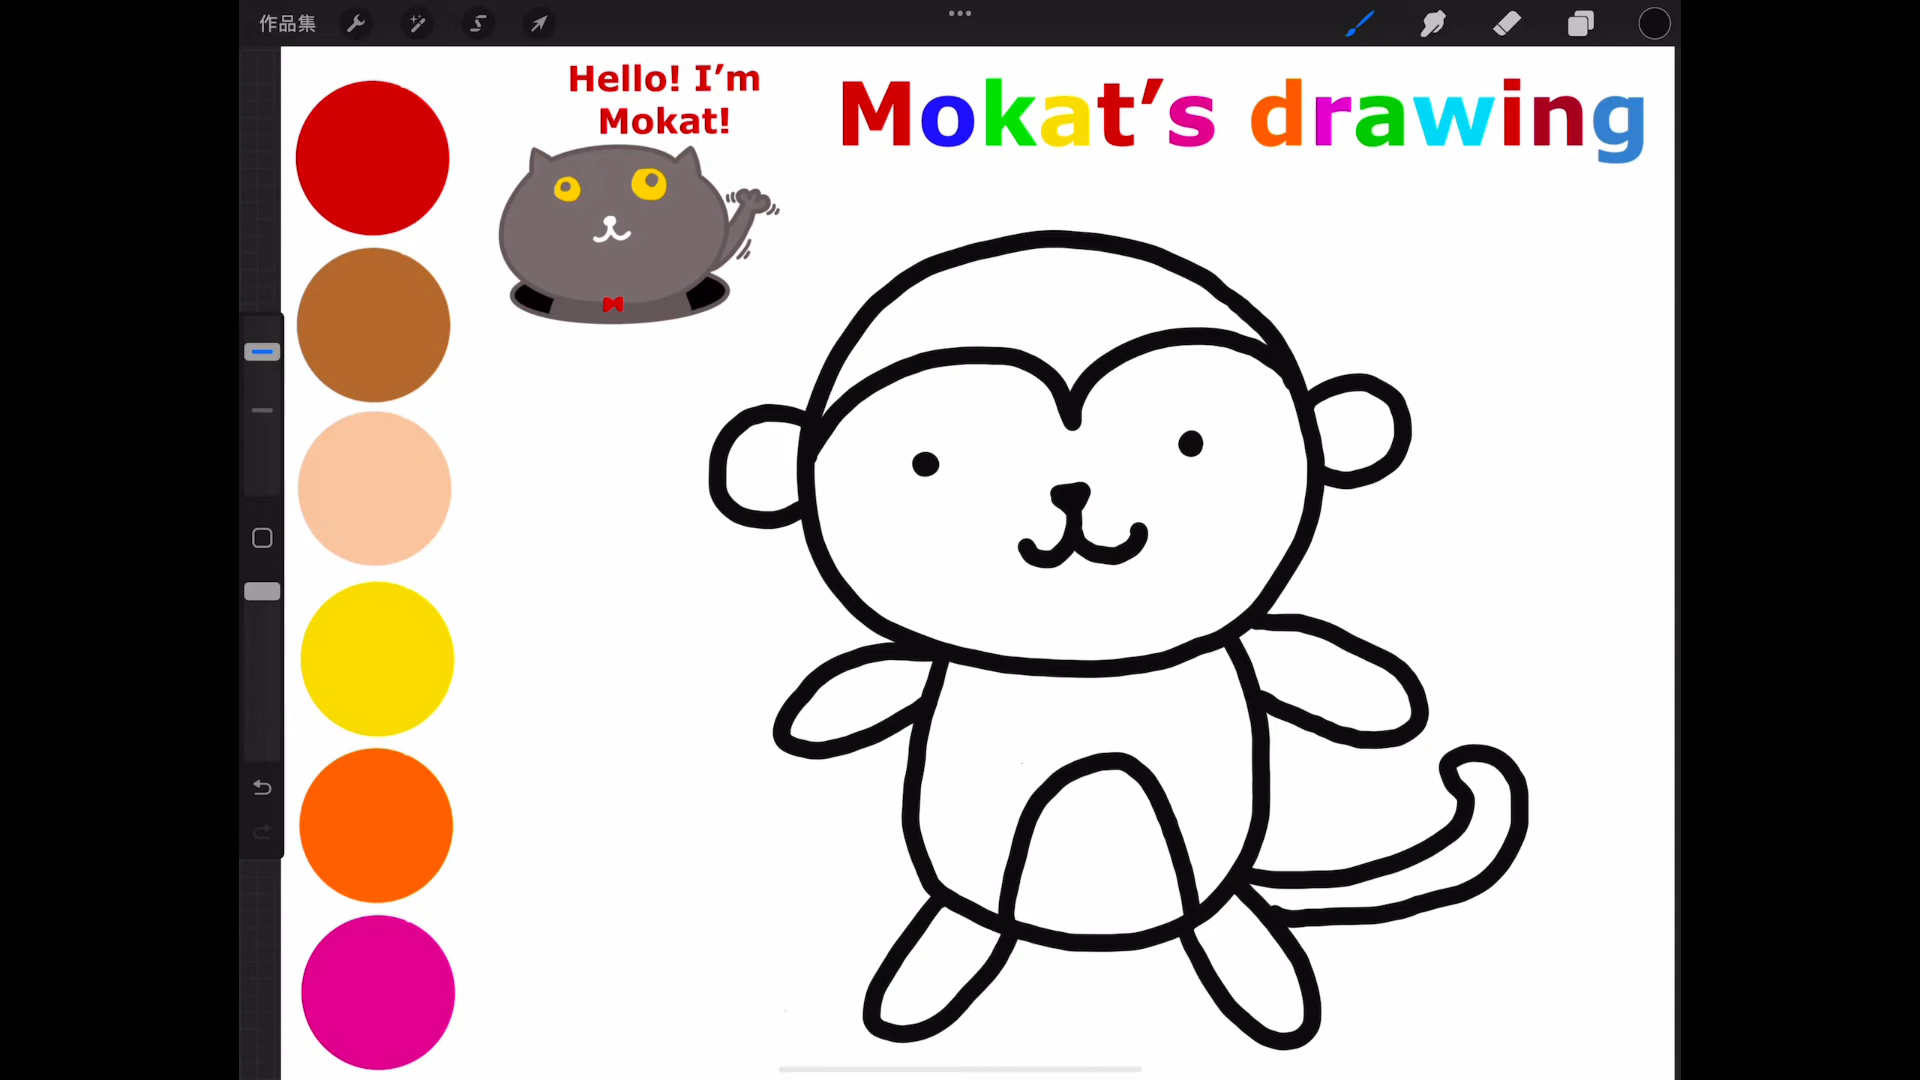 作品集
Hello! I’m
Mokat!
Mokat’s drawing